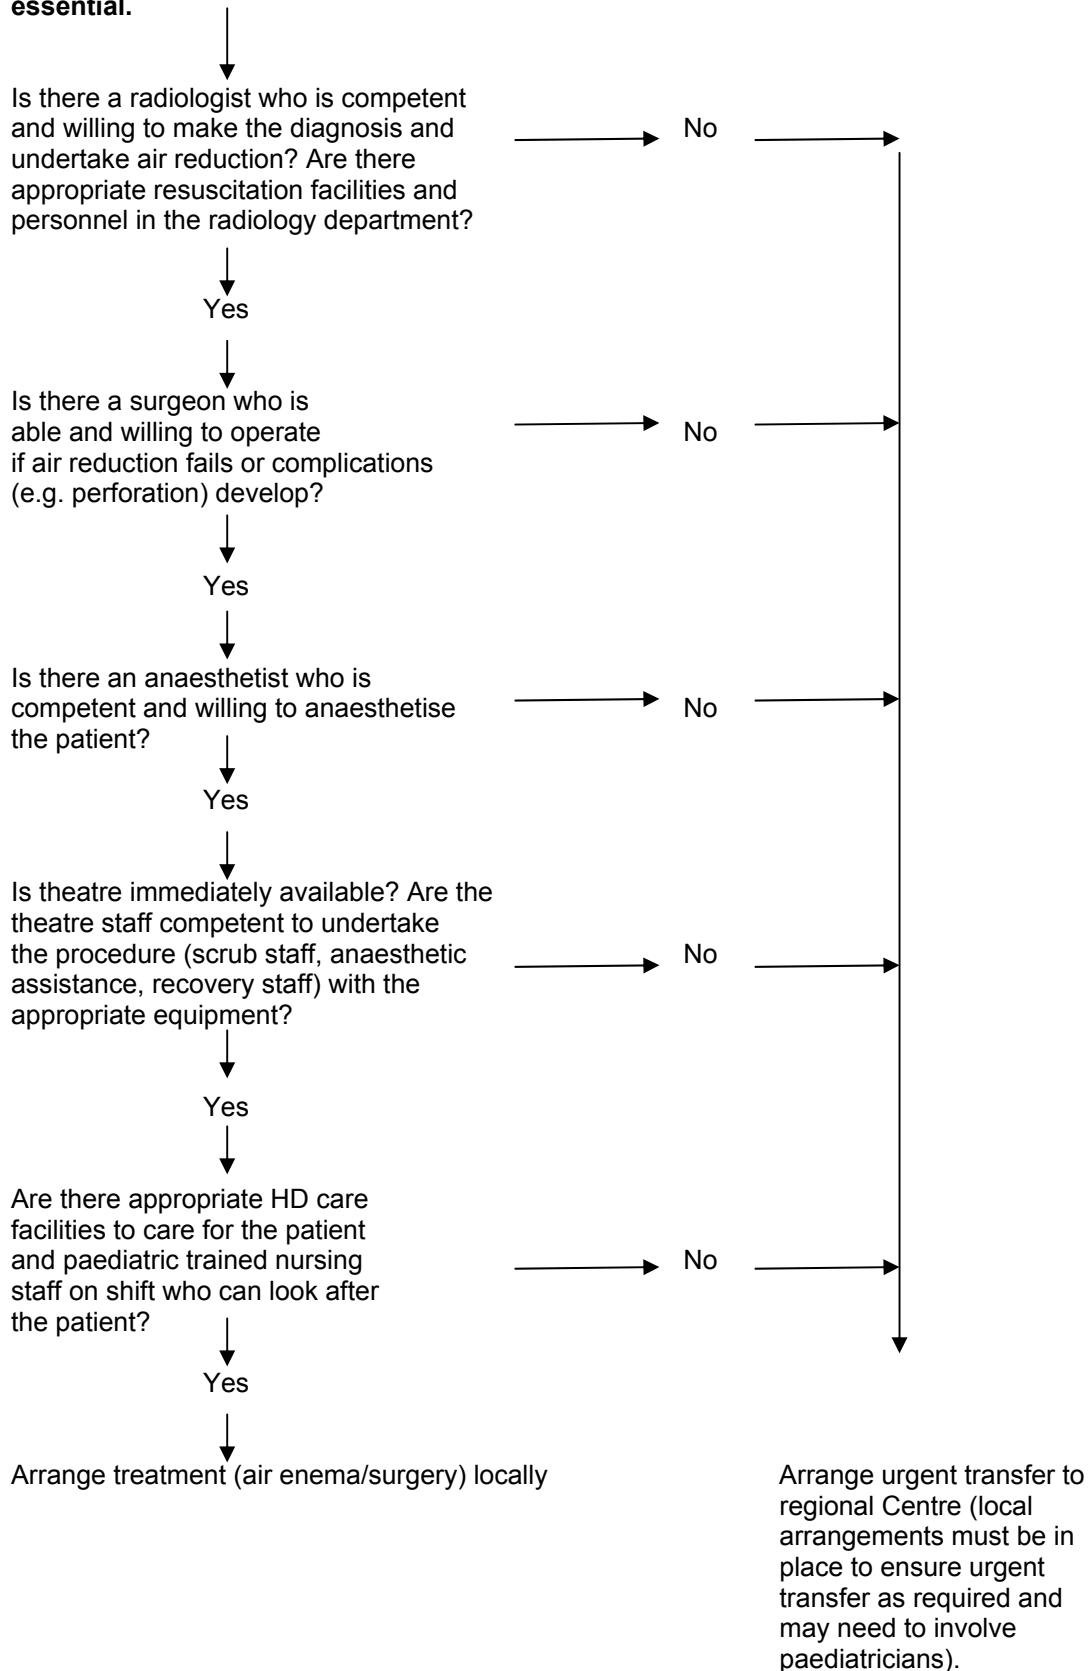 essential.
Is there a radiologist who is competent
and willing to make the diagnosis and
undertake air reduction? Are there
appropriate resuscitation facilities and
personnel in the radiology department?
No
Yes
Is there a surgeon who is
able and willing to operate
if air reduction fails or complications
(e.g. perforation) develop?
No
Yes
Is there an anaesthetist who is
competent and willing to anaesthetise
the patient?
No
Yes
Is theatre immediately available? Are the
theatre staff competent to undertake
the procedure (scrub staff, anaesthetic
assistance, recovery staff) with the
appropriate equipment?
No
Yes
Are there appropriate HD care
facilities to care for the patient
and paediatric trained nursing
staff on shift who can look after
the patient?
No
Yes
Arrange treatment (air enema/surgery) locally
Arrange urgent transfer to
regional Centre (local
arrangements must be in
place to ensure urgent
transfer as required and
may need to involve
paediatricians).